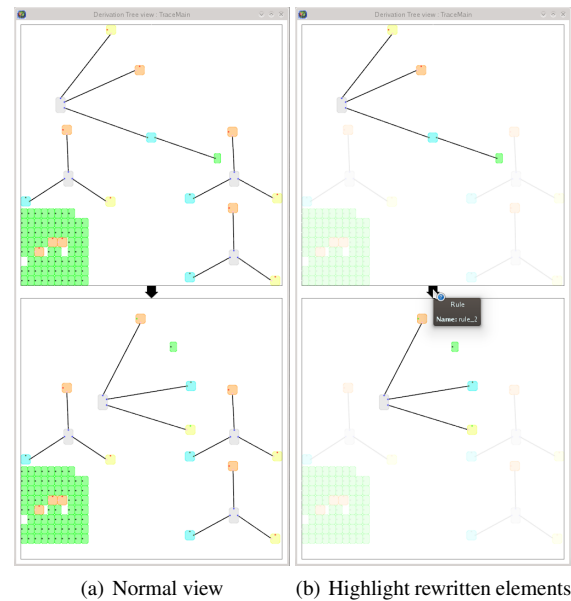 Derivation Tree view : TraceMain
Derivation Tree view : TraceMain
Rule
Name: rule_2
(a) Normal view
(b) Highlight rewritten elements